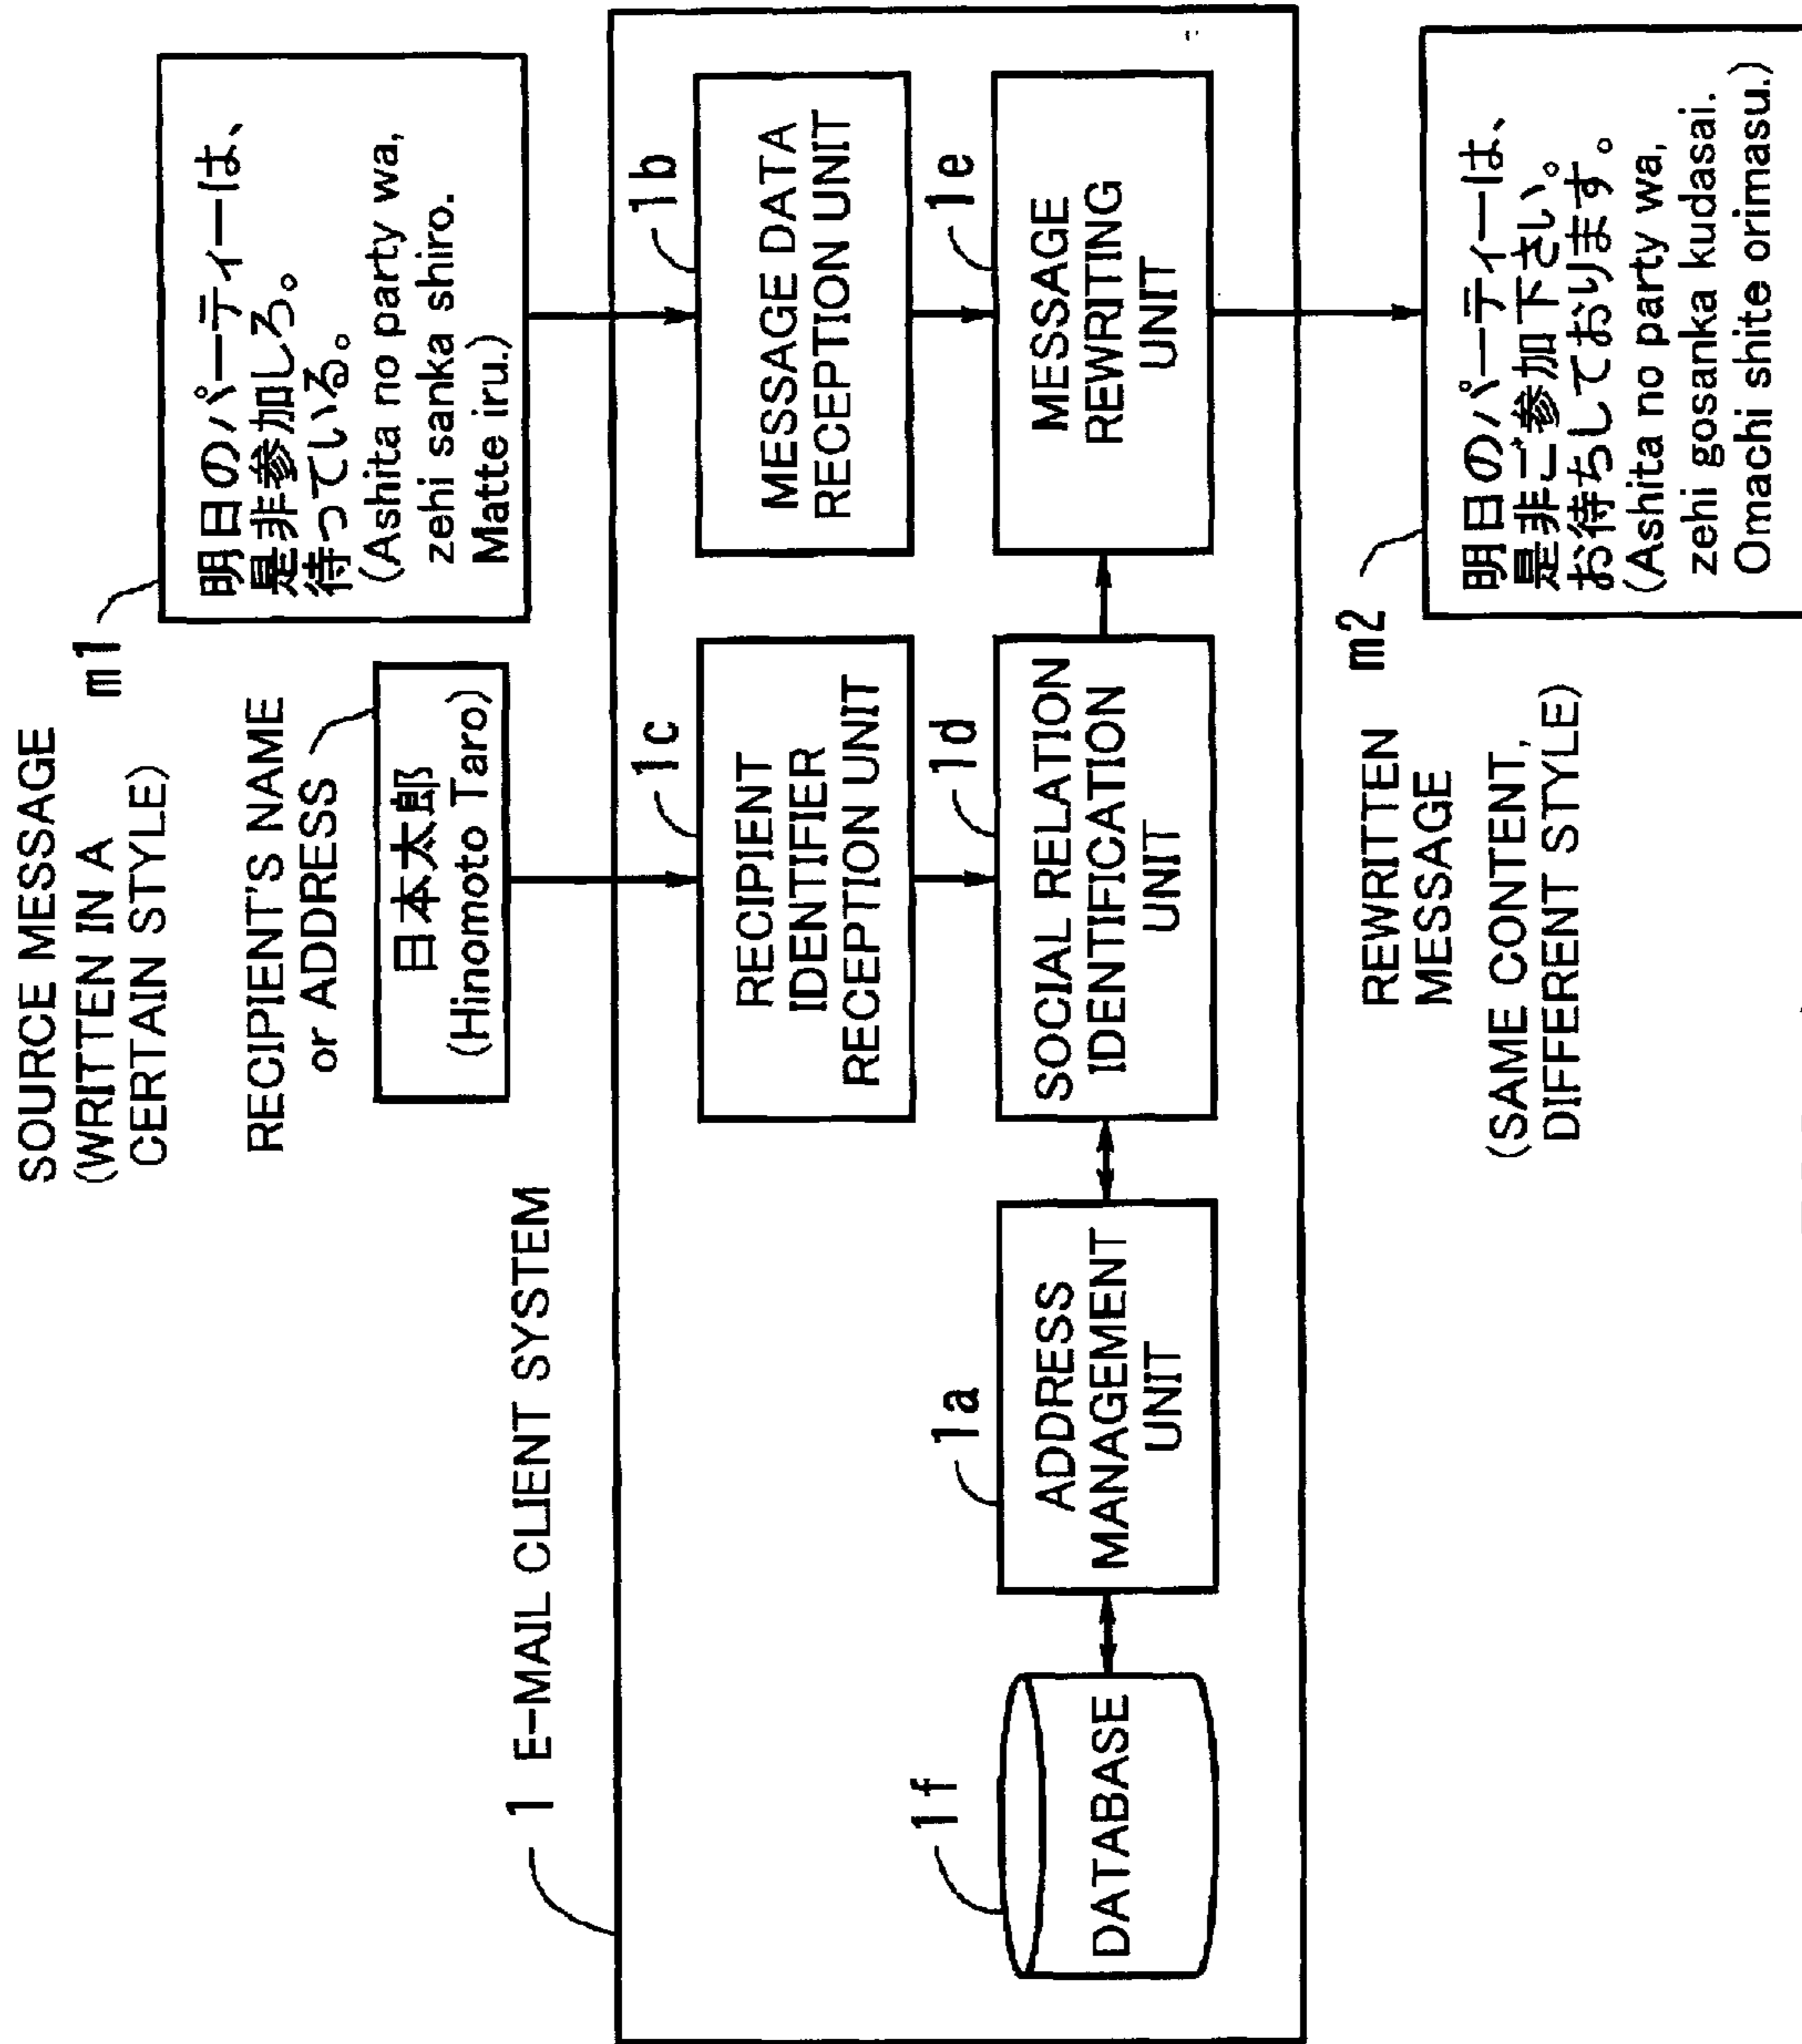 SOURCE MESSAGE
(WRITTEN IN A
CERTAIN STYLE)
m1
明日のパーティーは、
是非参加しろ。
待っている。
(Ashita no party wa,
zehi sanka shiro.
Matte iru.)
RECIPIENT'S NAME
or ADDRESS
日本太郎
(Hinomoto Taro)
1 E-MAIL CLIENT SYSTEM
1c
RECIPIENT
IDENTIFIER
RECEPTION UNIT
1b
MESSAGE DATA
RECEPTION UNIT
1f
DATABASE
1a
ADDRESS
MANAGEMENT
UNIT
1d
SOCIAL RELATION
IDENTIFICATION
UNIT
1e
MESSAGE
REWRITING
UNIT
REWRITTEN
MESSAGE
(SAME CONTENT,
DIFFERENT STYLE)
m2
明日のパーティーは、
是非ご参加下さい。
お待ちしております。
(Ashita no party wa,
zehi gosanka kudasai.
Omachi shite orimasu.)